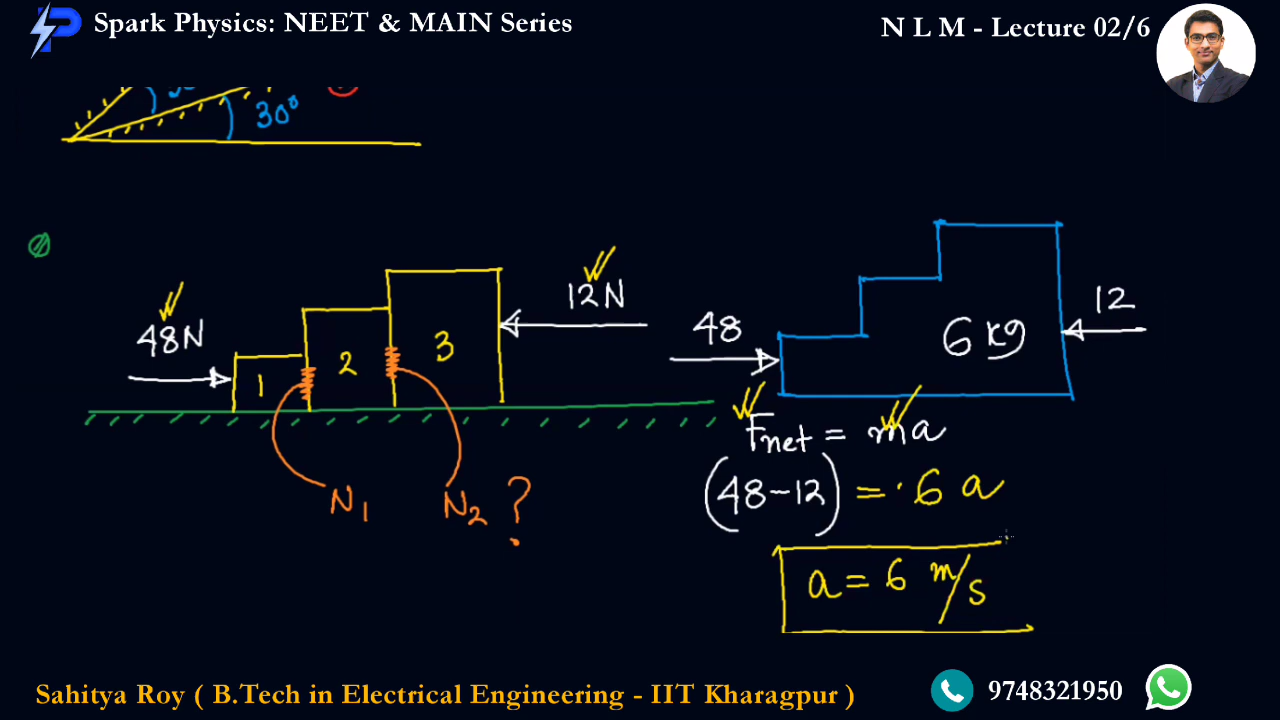 Spark Physics: NEET & MAIN Series
N L M - Lecture 02/6
30°
48N
12N
1
2
3
N1
N2 ?
48
6 kg
12
Fnet = ma
(48-12) = 6 a
a = 6 m/s
Sahitya Roy ( B.Tech in Electrical Engineering - IIT Kharagpur )
9748321950